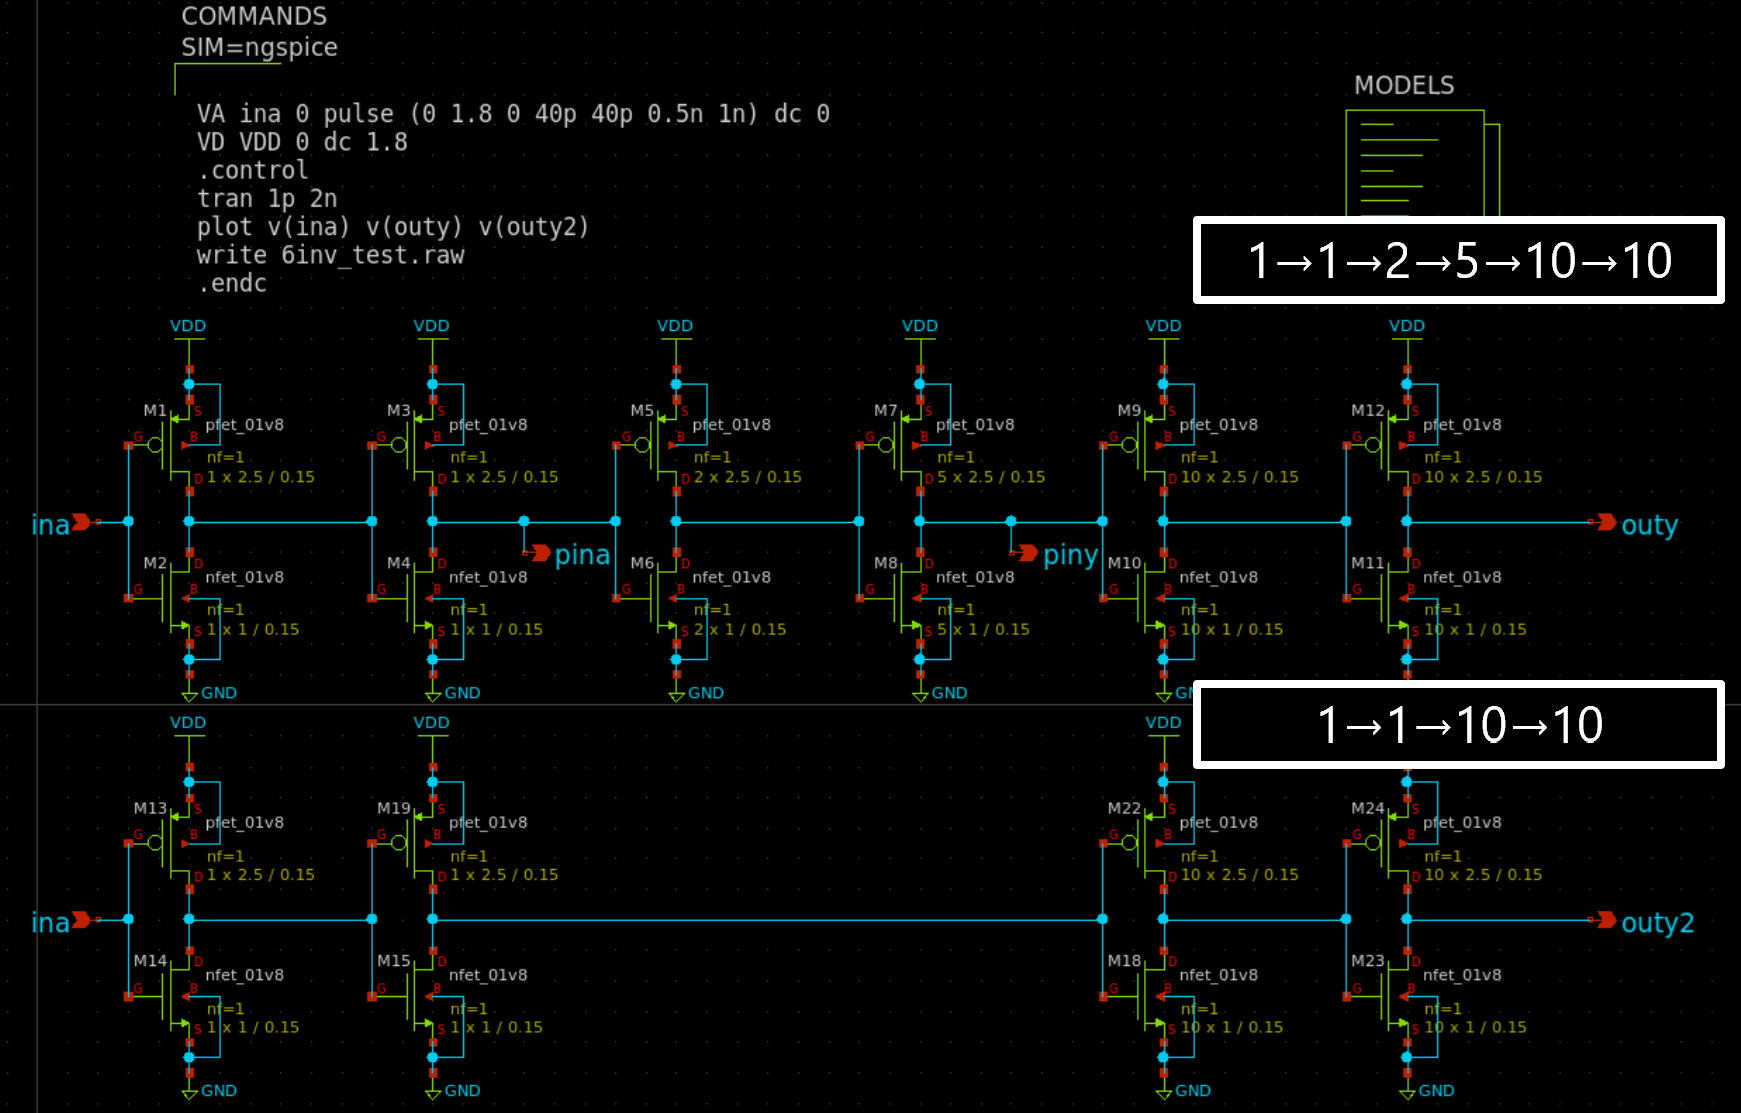 COMMANDS
SIM=ngspice
VA ina 0 pulse (0 1.8 0 40p 40p 0.5n 1n) dc 0
VD VDD 0 dc 1.8
.control
tran 1p 2n
plot v(ina) v(outy) v(outy2)
write 6inv_test.raw
.endc
MODELS
1→1→2→5→10→10
VDD VDD VDD VDD VDD VDD
M1 S M3 S M5 S M7 S M9 S M12 S
pfet_01v8 pfet_01v8 pfet_01v8 pfet_01v8 pfet_01v8 pfet_01v8
G B G B G B G B G B G B
nf=1 nf=1 nf=1 nf=1 nf=1 nf=1
D 1 x 2.5 / 0.15 D 1 x 2.5 / 0.15 D 2 x 2.5 / 0.15 D 5 x 2.5 / 0.15 D 10 x 2.5 / 0.15 D 10 x 2.5 / 0.15
ina outy
pina piny
M2 D M4 D M6 D M8 D M10 D M11 D
nfet_01v8 nfet_01v8 nfet_01v8 nfet_01v8 nfet_01v8 nfet_01v8
G B G B G B G B G B G B
nf=1 nf=1 nf=1 nf=1 nf=1 nf=1
S 1 x 1 / 0.15 S 1 x 1 / 0.15 S 2 x 1 / 0.15 S 5 x 1 / 0.15 S 10 x 1 / 0.15 S 10 x 1 / 0.15
GND GND GND GND
1→1→10→10
VDD VDD VDD
M13 S M19 S M22 S M24 S
pfet_01v8 pfet_01v8 pfet_01v8 pfet_01v8
G B G B G B G B
nf=1 nf=1 nf=1 nf=1
D 1 x 2.5 / 0.15 D 1 x 2.5 / 0.15 D 10 x 2.5 / 0.15 D 10 x 2.5 / 0.15
ina outy2
M14 D M15 D M18 D M23 D
nfet_01v8 nfet_01v8 nfet_01v8 nfet_01v8
G B G B G B G B
nf=1 nf=1 nf=1 nf=1
S 1 x 1 / 0.15 S 1 x 1 / 0.15 S 10 x 1 / 0.15 S 10 x 1 / 0.15
GND GND GND GND